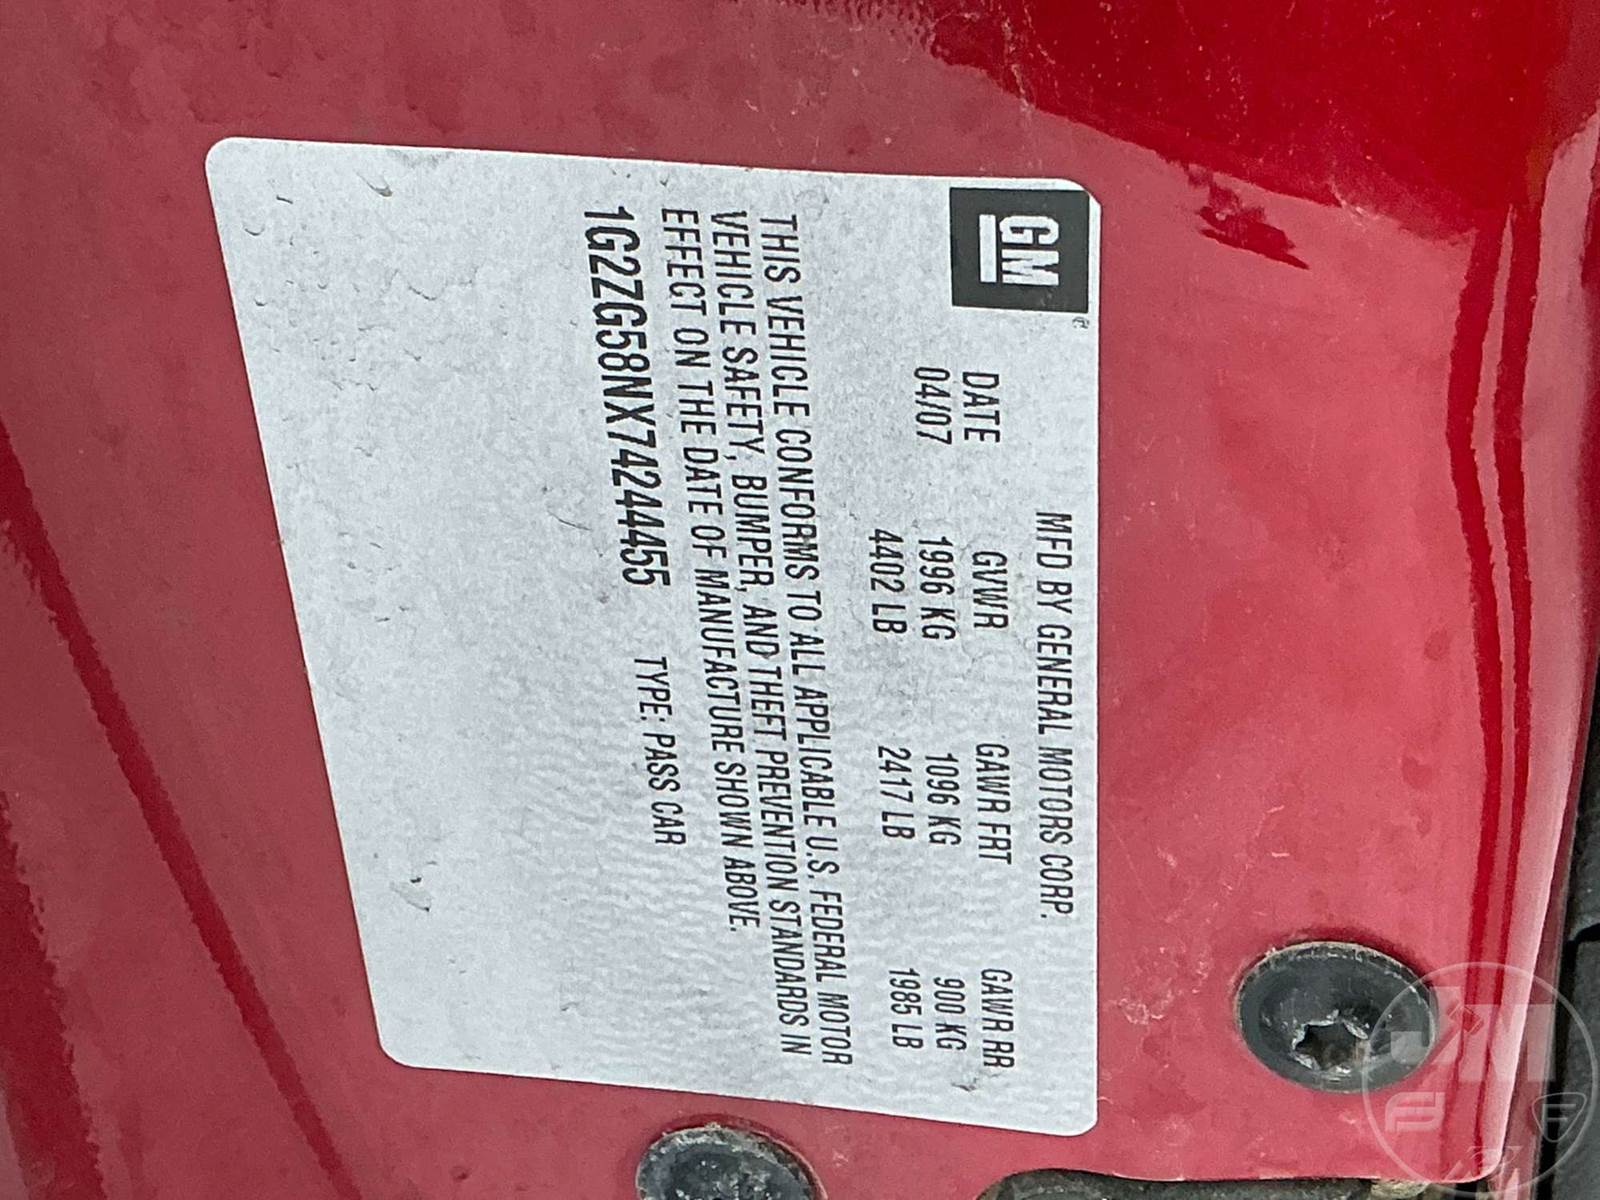 GM
MFD BY GENERAL MOTORS CORP.
DATE GVWR GAWR FRT GAWR RR
04/07 1996 KG 1096 KG 900 KG
4402 LB 2417 LB 1985 LB
THIS VEHICLE CONFORMS TO ALL APPLICABLE U.S. FEDERAL MOTOR
VEHICLE SAFETY, BUMPER, AND THEFT PREVENTION STANDARDS IN
EFFECT ON THE DATE OF MANUFACTURE SHOWN ABOVE.
1G2ZG58NX74244455 TYPE: PASS CAR
JM